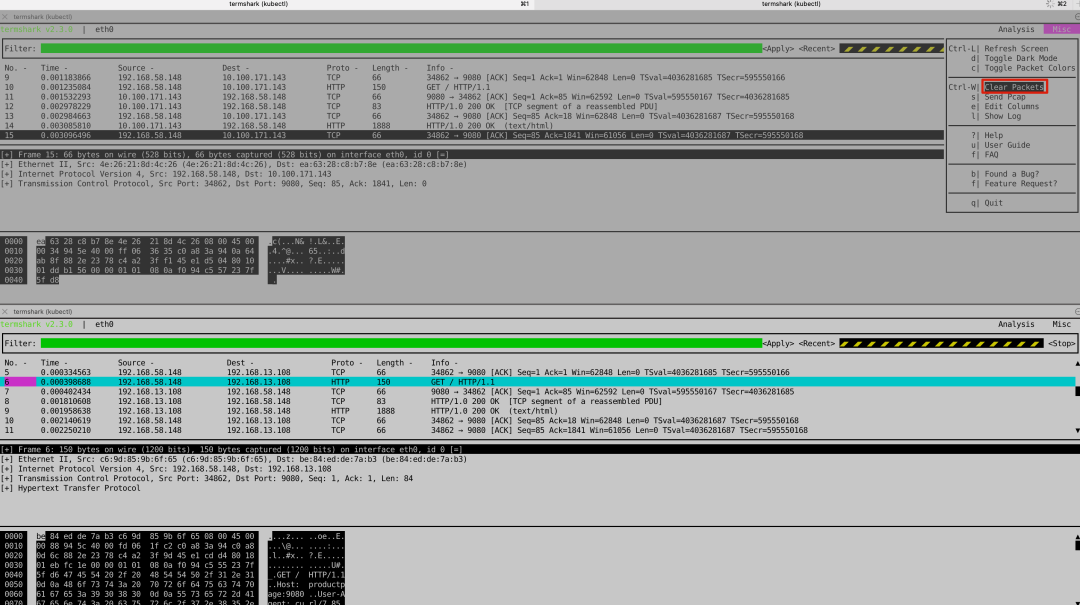 termshark (kubectl) ⌘1 termshark (kubectl) ⌘2
termshark (kubectl)
termshark v2.3.0 | eth0 Analysis Misc
Filter: <Apply> <Recent>
No. - Time - Source - Dest - Proto - Length - Info -
9 0.001183866 192.168.58.148 10.100.171.143 TCP 66 34862 → 9080 [ACK] Seq=1 Ack=1 Win=62848 Len=0 TSval=4036281685 TSecr=595550166
10 0.001235084 192.168.58.148 10.100.171.143 HTTP 150 GET / HTTP/1.1
11 0.001532293 192.168.58.148 10.100.171.143 TCP 66 9080 → 34862 [ACK] Seq=1 Ack=85 Win=62592 Len=0 TSval=595550167 TSecr=4036281685
12 0.002978229 192.168.58.148 10.100.171.143 TCP 83 HTTP/1.0 200 OK [TCP segment of a reassembled PDU]
13 0.002984663 192.168.58.148 10.100.171.143 TCP 66 34862 → 9080 [ACK] Seq=85 Ack=18 Win=62848 Len=0 TSval=4036281687 TSecr=595550168
14 0.003085810 192.168.58.148 10.100.171.143 HTTP 1888 HTTP/1.0 200 OK (text/html)
15 0.003096496 192.168.58.148 10.100.171.143 TCP 66 34862 → 9080 [ACK] Seq=85 Ack=1841 Win=61056 Len=0 TSval=4036281687 TSecr=595550168
Ctrl-L| Refresh Screen
d| Toggle Dark Mode
c| Toggle Packet Colors
Ctrl-W| Clear Packets
s| Send Pcap
e| Edit Columns
l| Show Log
?| Help
u| User Guide
f| FAQ
b| Found a Bug?
f| Feature Request?
q| Quit
[+] Frame 15: 66 bytes on wire (528 bits), 66 bytes captured (528 bits) on interface eth0, id 0 [=]
[+] Ethernet II, Src: 4e:26:21:8d:4c:26 (4e:26:21:8d:4c:26), Dst: ea:63:28:c8:b7:8e (ea:63:28:c8:b7:8e)
[+] Internet Protocol Version 4, Src: 192.168.58.148, Dst: 10.100.171.143
[+] Transmission Control Protocol, Src Port: 34862, Dst Port: 9080, Seq: 85, Ack: 1841, Len: 0
0000 ea 63 28 c8 b7 8e 4e 26 21 8d 4c 26 08 00 45 00 .c(...N& !.L&..E.
0010 00 34 94 5e 40 00 ff 06 36 35 c0 a8 3a 94 0a 64 .4.^@... 65..:..d
0020 ab 8f 88 2e 23 78 c4 a2 3f f1 45 e1 d5 04 80 10 ....#x.. ?.E.....
0030 01 dd b1 56 00 00 01 01 08 0a f0 94 c5 57 23 7f ...V.... .....W#.
0040 5f d8 _.
termshark (kubectl)
termshark v2.3.0 | eth0 Analysis Misc
Filter: <Apply> <Recent> <Stop>
No. - Time - Source - Dest - Proto - Length - Info -
5 0.000334563 192.168.58.148 192.168.13.108 TCP 66 34862 → 9080 [ACK] Seq=1 Ack=1 Win=62848 Len=0 TSval=4036281685 TSecr=595550166
6 0.000398688 192.168.58.148 192.168.13.108 HTTP 150 GET / HTTP/1.1
7 0.000402434 192.168.13.108 192.168.58.148 TCP 66 9080 → 34862 [ACK] Seq=1 Ack=85 Win=62592 Len=0 TSval=595550167 TSecr=4036281685
8 0.001810608 192.168.13.108 192.168.58.148 TCP 83 HTTP/1.0 200 OK [TCP segment of a reassembled PDU]
9 0.001958638 192.168.13.108 192.168.58.148 HTTP 1888 HTTP/1.0 200 OK (text/html)
10 0.002140619 192.168.58.148 192.168.13.108 TCP 66 34862 → 9080 [ACK] Seq=85 Ack=18 Win=62848 Len=0 TSval=4036281687 TSecr=595550168
11 0.002250210 192.168.58.148 192.168.13.108 TCP 66 34862 → 9080 [ACK] Seq=85 Ack=1841 Win=61056 Len=0 TSval=4036281687 TSecr=595550168
[+] Frame 6: 150 bytes on wire (1200 bits), 150 bytes captured (1200 bits) on interface eth0, id 0 [=]
[+] Ethernet II, Src: c6:9d:85:9b:6f:65 (c6:9d:85:9b:6f:65), Dst: be:84:ed:de:7a:b3 (be:84:ed:de:7a:b3)
[+] Internet Protocol Version 4, Src: 192.168.58.148, Dst: 192.168.13.108
[+] Transmission Control Protocol, Src Port: 34862, Dst Port: 9080, Seq: 1, Ack: 1, Len: 84
[+] Hypertext Transfer Protocol
0000 be 84 ed de 7a b3 c6 9d 85 9b 6f 65 08 00 45 00 ....z... ..oe..E.
0010 00 88 94 5c 40 00 fd 06 1f c2 c0 a8 3a 94 c0 a8 ...\@... ....:...
0020 0d 6c 88 2e 23 78 c4 a2 3f 9d 45 e1 cd d4 80 18 .l..#x.. ?.E.....
0030 01 eb fc 1e 00 00 01 01 08 0a f0 94 c5 55 23 7f ........ .....U#.
0040 5f d6 47 45 54 20 2f 20 48 54 54 50 2f 31 2e 31 _.GET / HTTP/1.1
0050 0d 0a 48 6f 73 74 3a 20 70 72 6f 64 75 63 74 70 ..Host: productp
0060 61 67 65 3a 39 30 38 30 0d 0a 55 73 65 72 2d 41 age:9080 ..User-A
0070 67 65 6e 74 3a 20 63 75 72 6c 2f 37 2e 38 35 2e gent: cu rl/7.85.